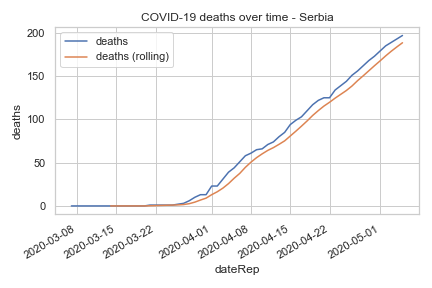 COVID-19 deaths over time - Serbia
deaths
deaths (rolling)
200
150
100
50
0
deaths
2020-03-08
2020-03-15
2020-03-22
2020-04-01
2020-04-08
2020-04-15
2020-04-22
2020-05-01
dateRep